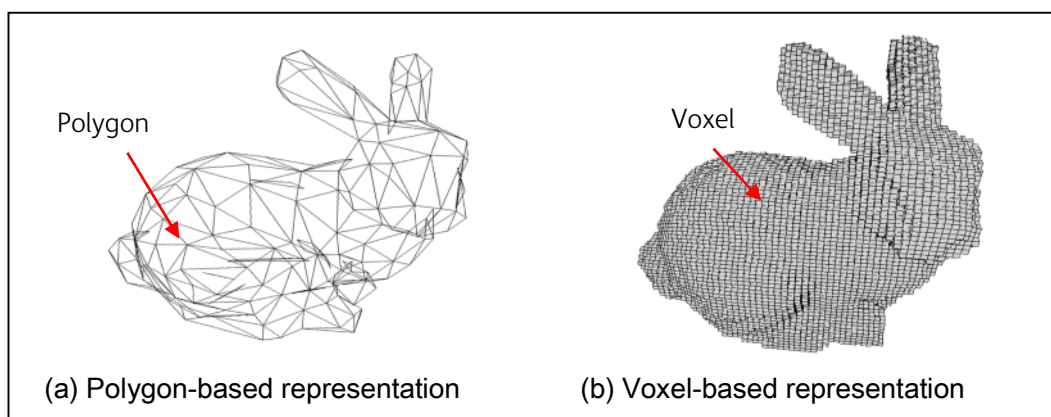 Polygon
Voxel
(a) Polygon-based representation
(b) Voxel-based representation